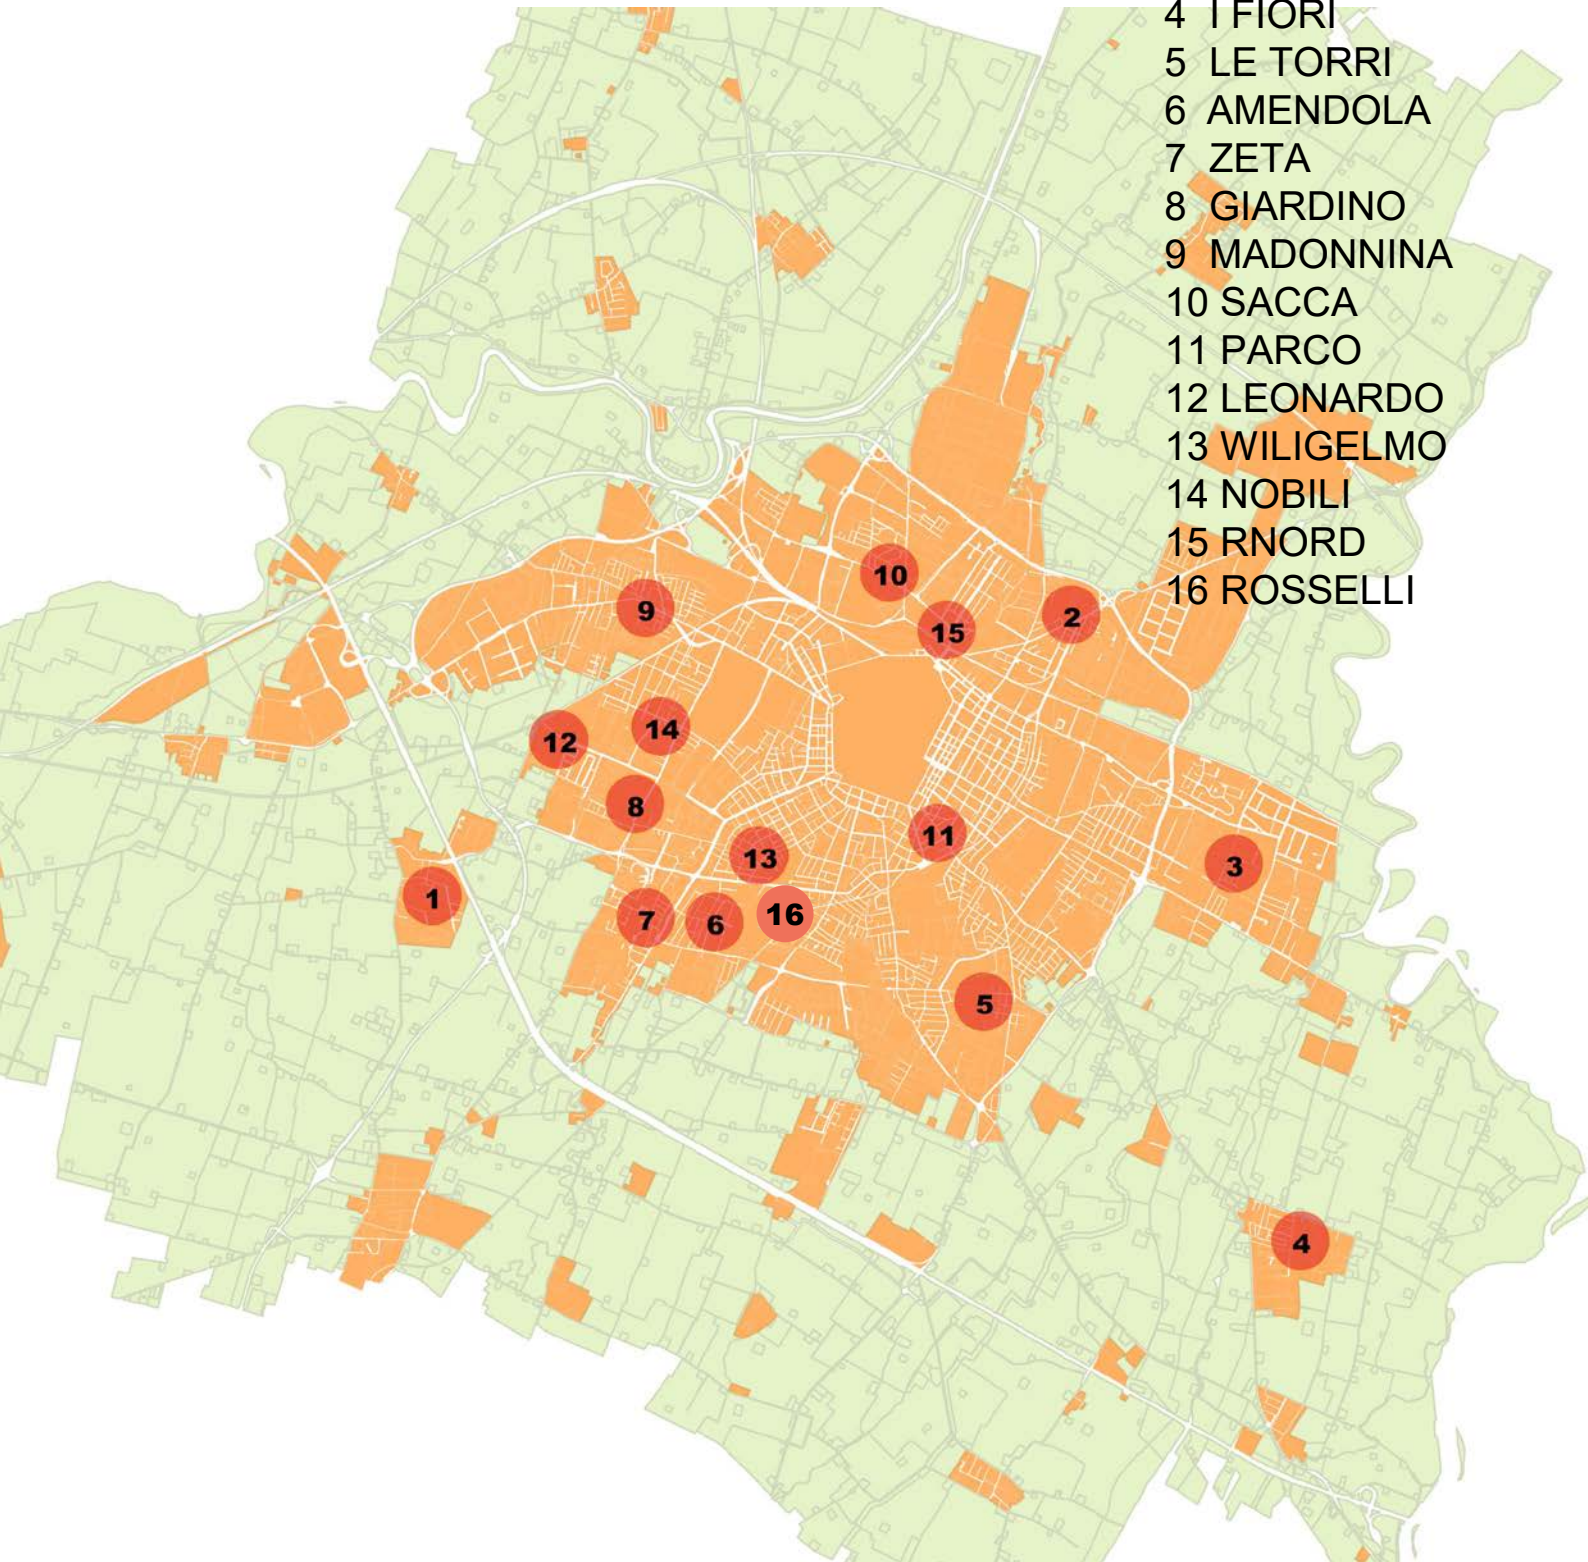 4 I FIORI
5 LE TORRI
6 AMENDOLA
7 ZETA
8 GIARDINO
9 MADONNINA
10 SACCA
11 PARCO
12 LEONARDO
13 WILIGELMO
14 NOBILI
15 RNORD
16 ROSSELLI
10
9
2
15
14
12
8
11
13
3
1
16
7
6
5
4